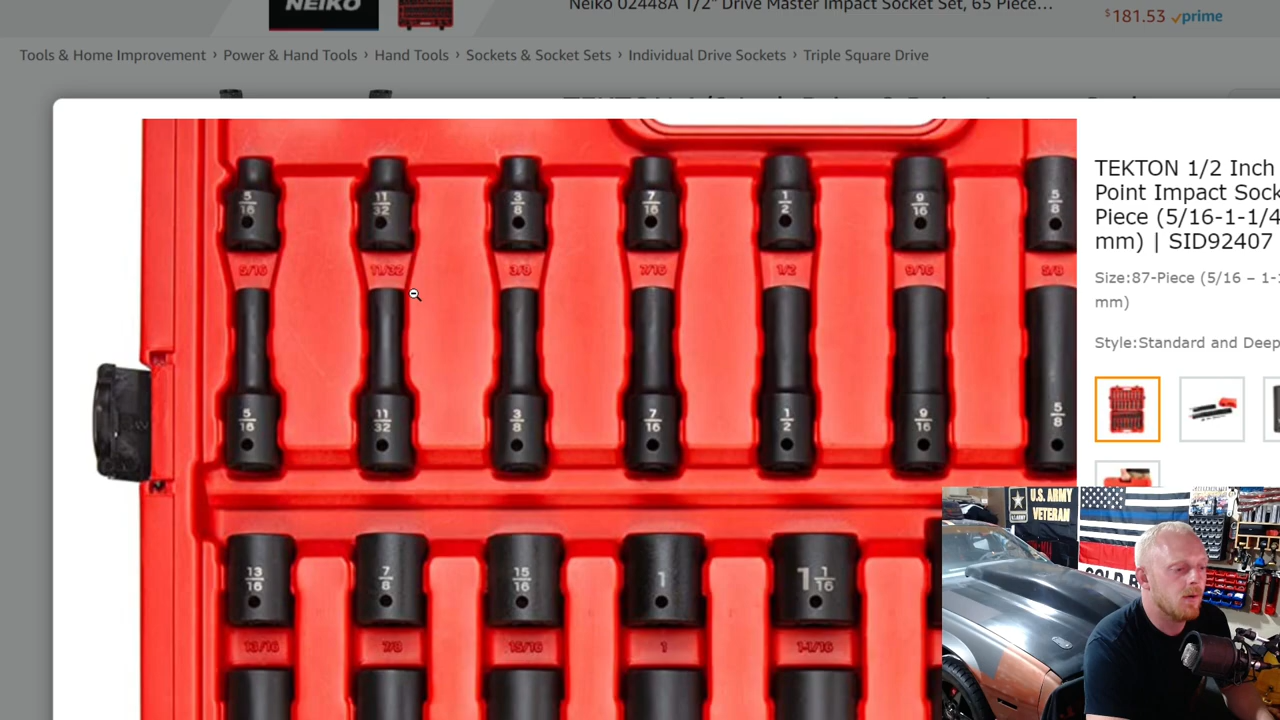 NEIKO
Neiko 02448A 1/2" Drive Master Impact Socket Set, 65 Piece...
$181.53 prime
Tools & Home Improvement › Power & Hand Tools › Hand Tools › Sockets & Socket Sets › Individual Drive Sockets › Triple Square Drive
TEKTON 1/2 Inch
Point Impact Sock
Piece (5/16-1-1/4
mm) | SID92407
Size:87-Piece (5/16 – 1-
mm)
Style:Standard and Deep
5/16 11/32 3/8 7/16 1/2 9/16 5/8
5/16 11/32 3/8 7/16 1/2 9/16 5/8
5/16 11/32 3/8 7/16 1/2 9/16 5/8
13/16 7/8 15/16 1 1 1/16
13/16 7/8 15/16 1 1-1/16
U.S. ARMY
VETERAN